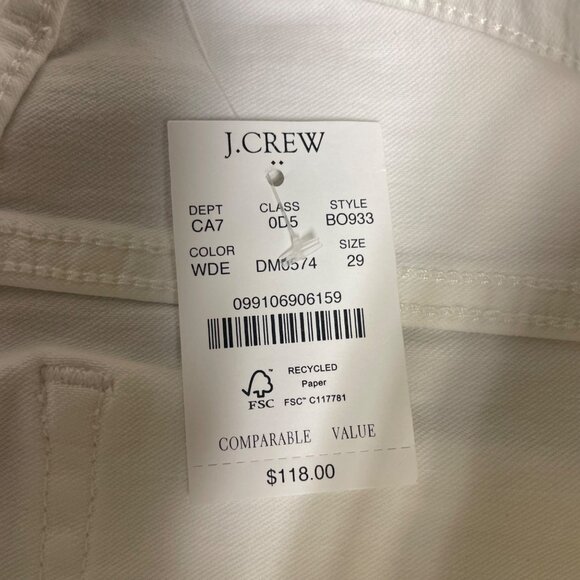 J.CREW
DEPT CLASS STYLE
CA7 0D5 BO933
COLOR SIZE
WDE DM0574 29
099106906159
RECYCLED
Paper
FSC FSC™ C117781
COMPARABLE VALUE
$118.00